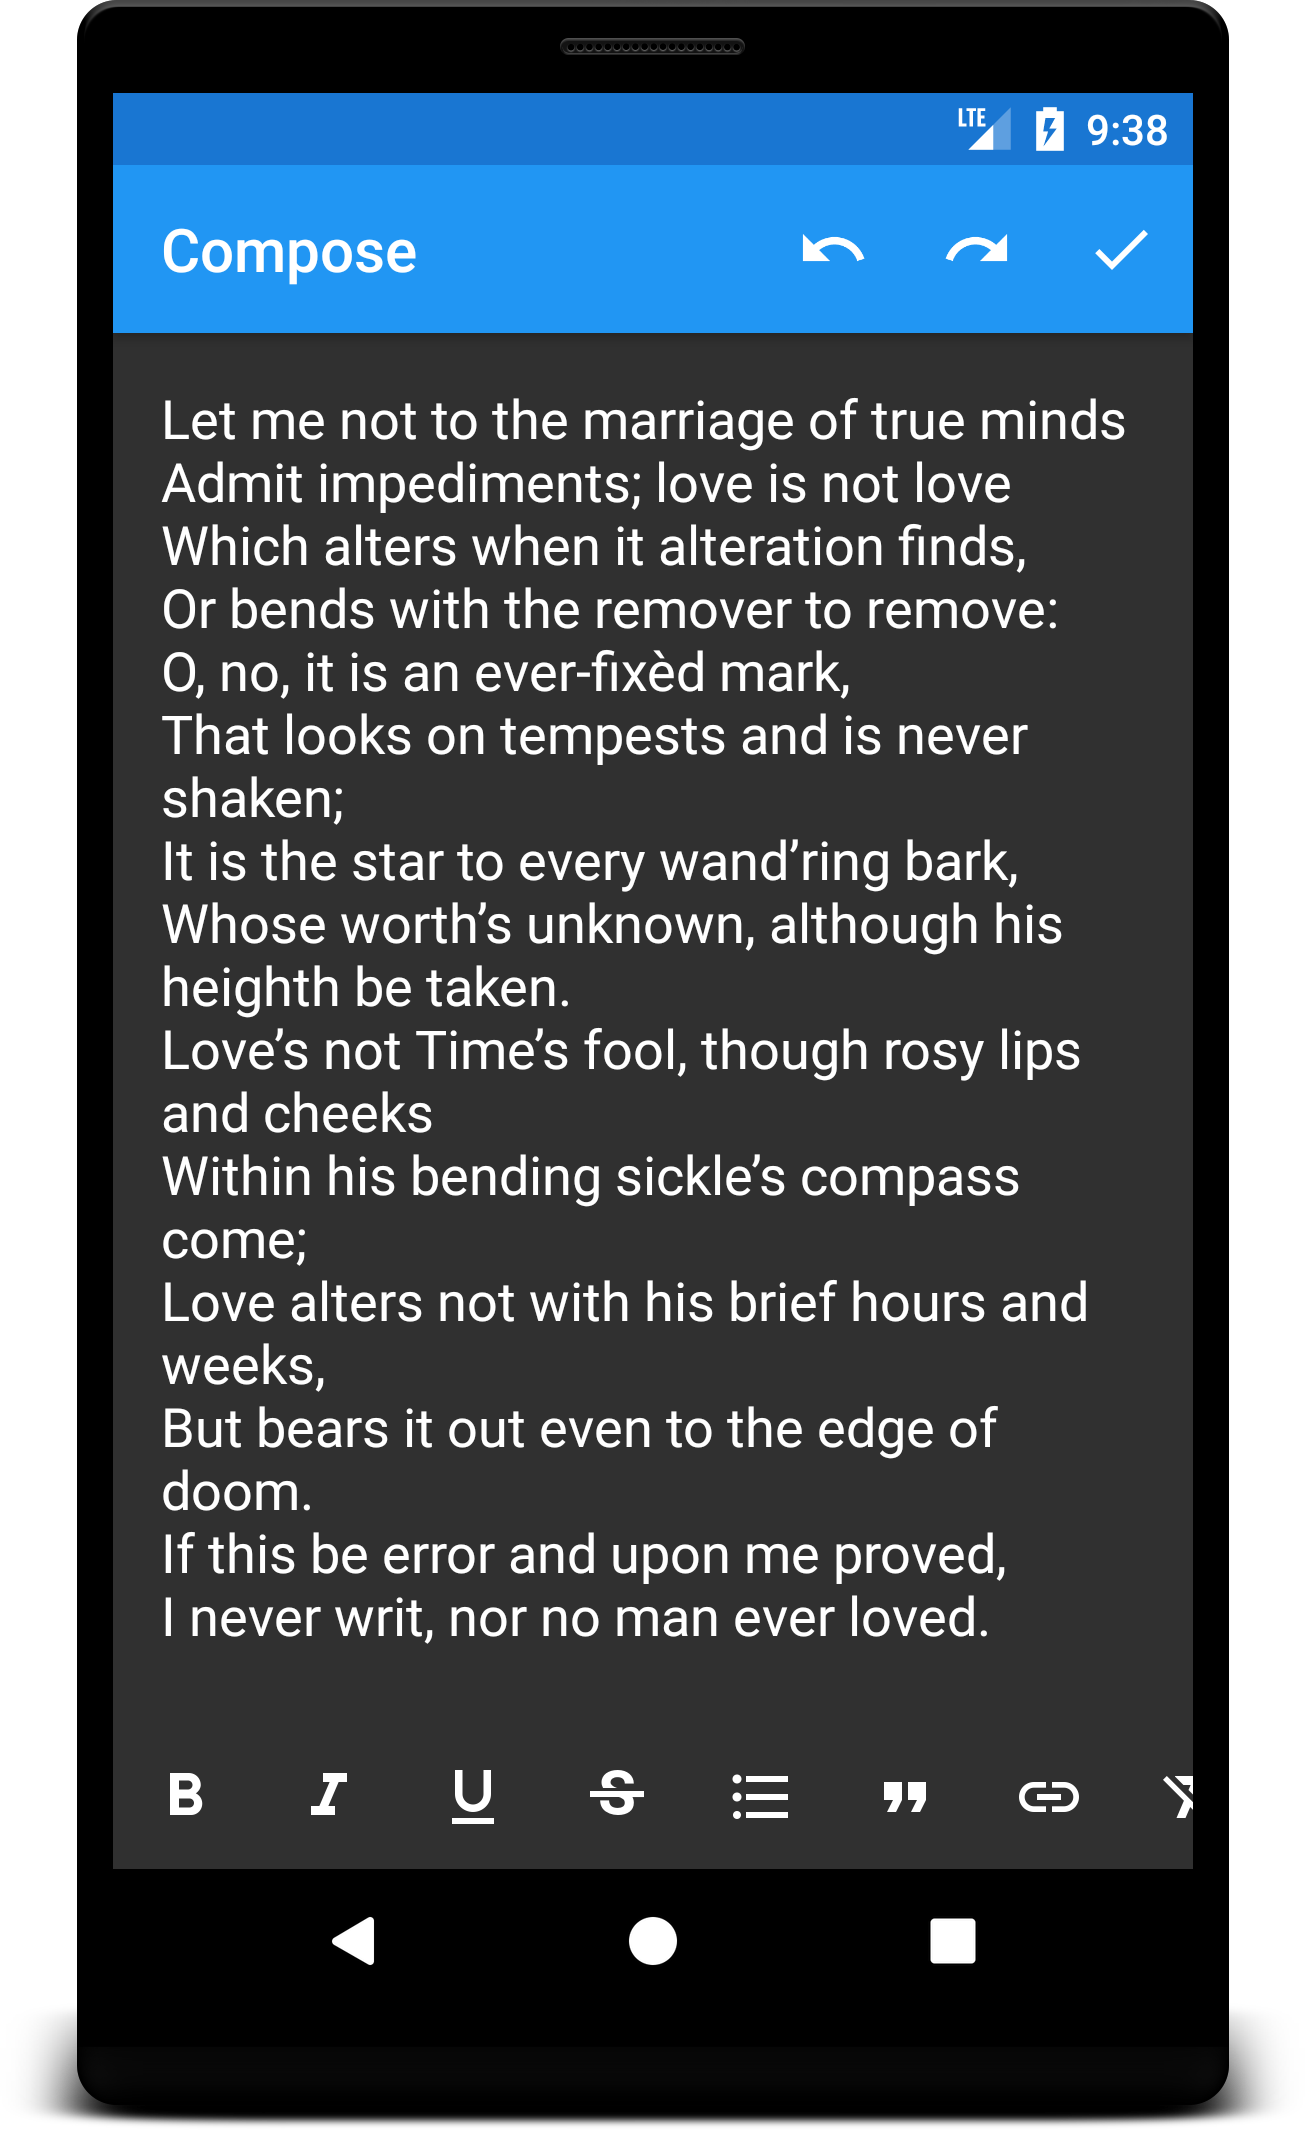 LTE 9:38
Compose
Let me not to the marriage of true minds
Admit impediments; love is not love
Which alters when it alteration finds,
Or bends with the remover to remove:
O, no, it is an ever-fixèd mark,
That looks on tempests and is never
shaken;
It is the star to every wand’ring bark,
Whose worth’s unknown, although his
heighth be taken.
Love’s not Time’s fool, though rosy lips
and cheeks
Within his bending sickle’s compass
come;
Love alters not with his brief hours and
weeks,
But bears it out even to the edge of
doom.
If this be error and upon me proved,
I never writ, nor no man ever loved.
B I U S